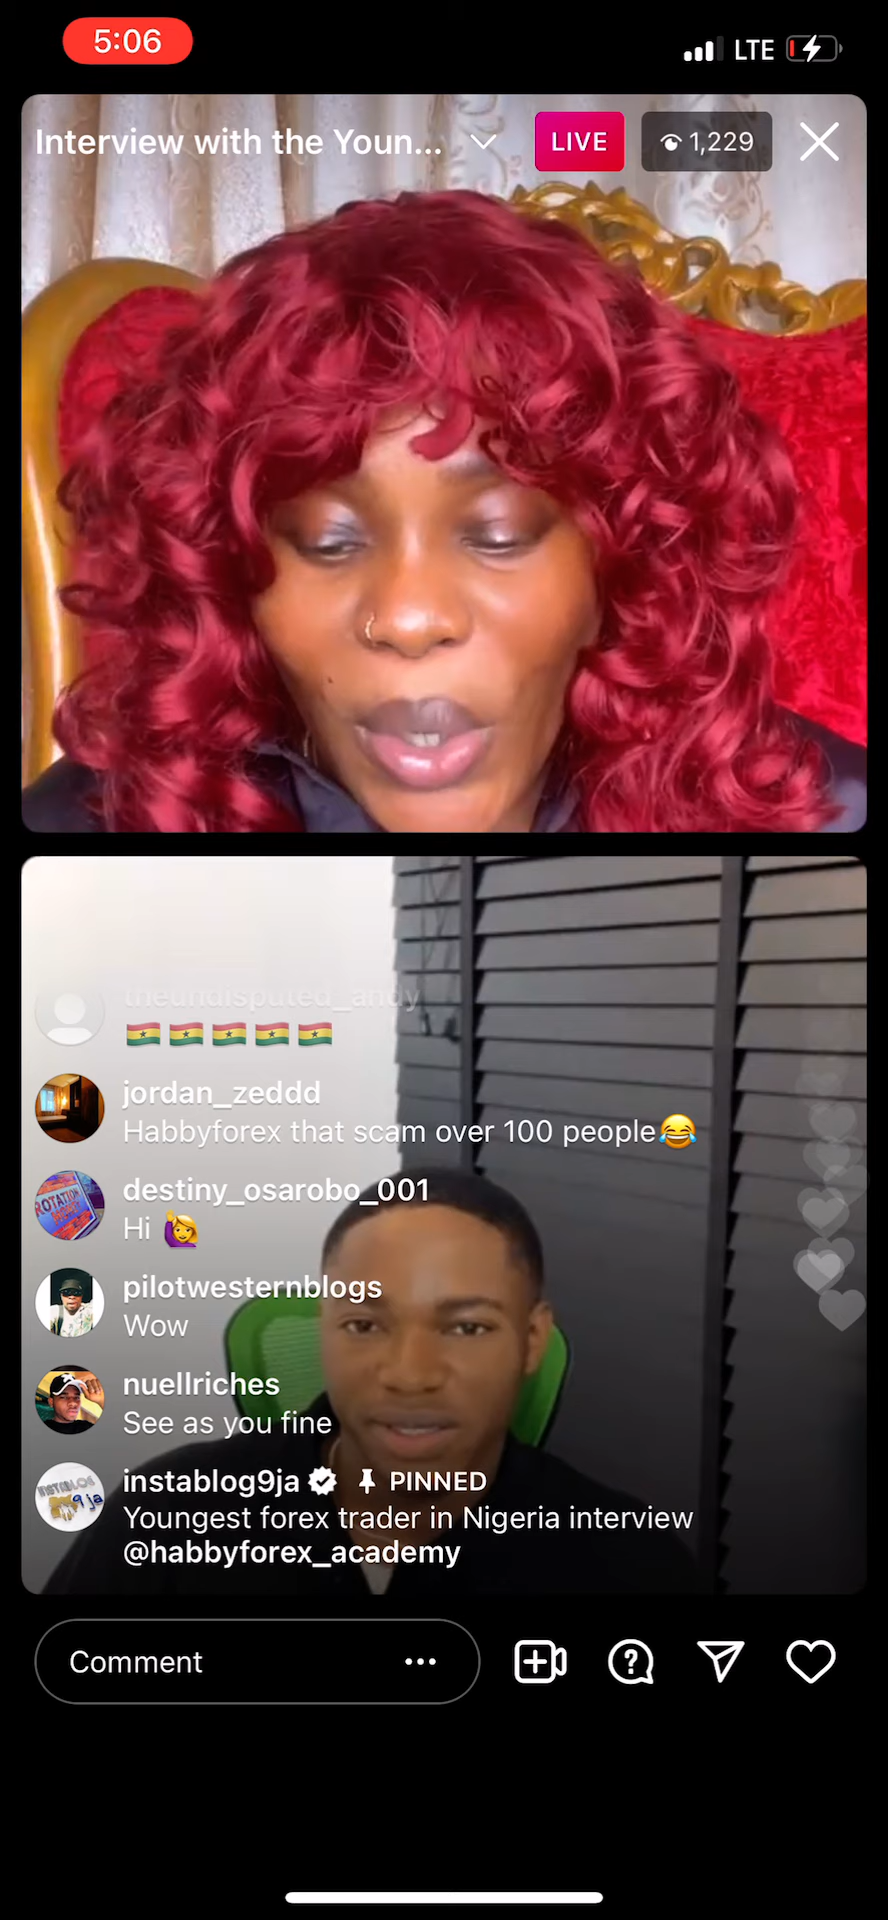 5:06
LTE
Interview with the Youn...
LIVE
1,229
theundisputed_andy
🇬🇭 🇬🇭 🇬🇭 🇬🇭 🇬🇭
jordan_zeddd
Habbyforex that scam over 100 people😂
destiny_osarobo_001
Hi 🙋‍♀️
pilotwesternblogs
Wow
nuellriches
See as you fine
instablog9ja PINNED
Youngest forex trader in Nigeria interview
@habbyforex_academy
Comment ...